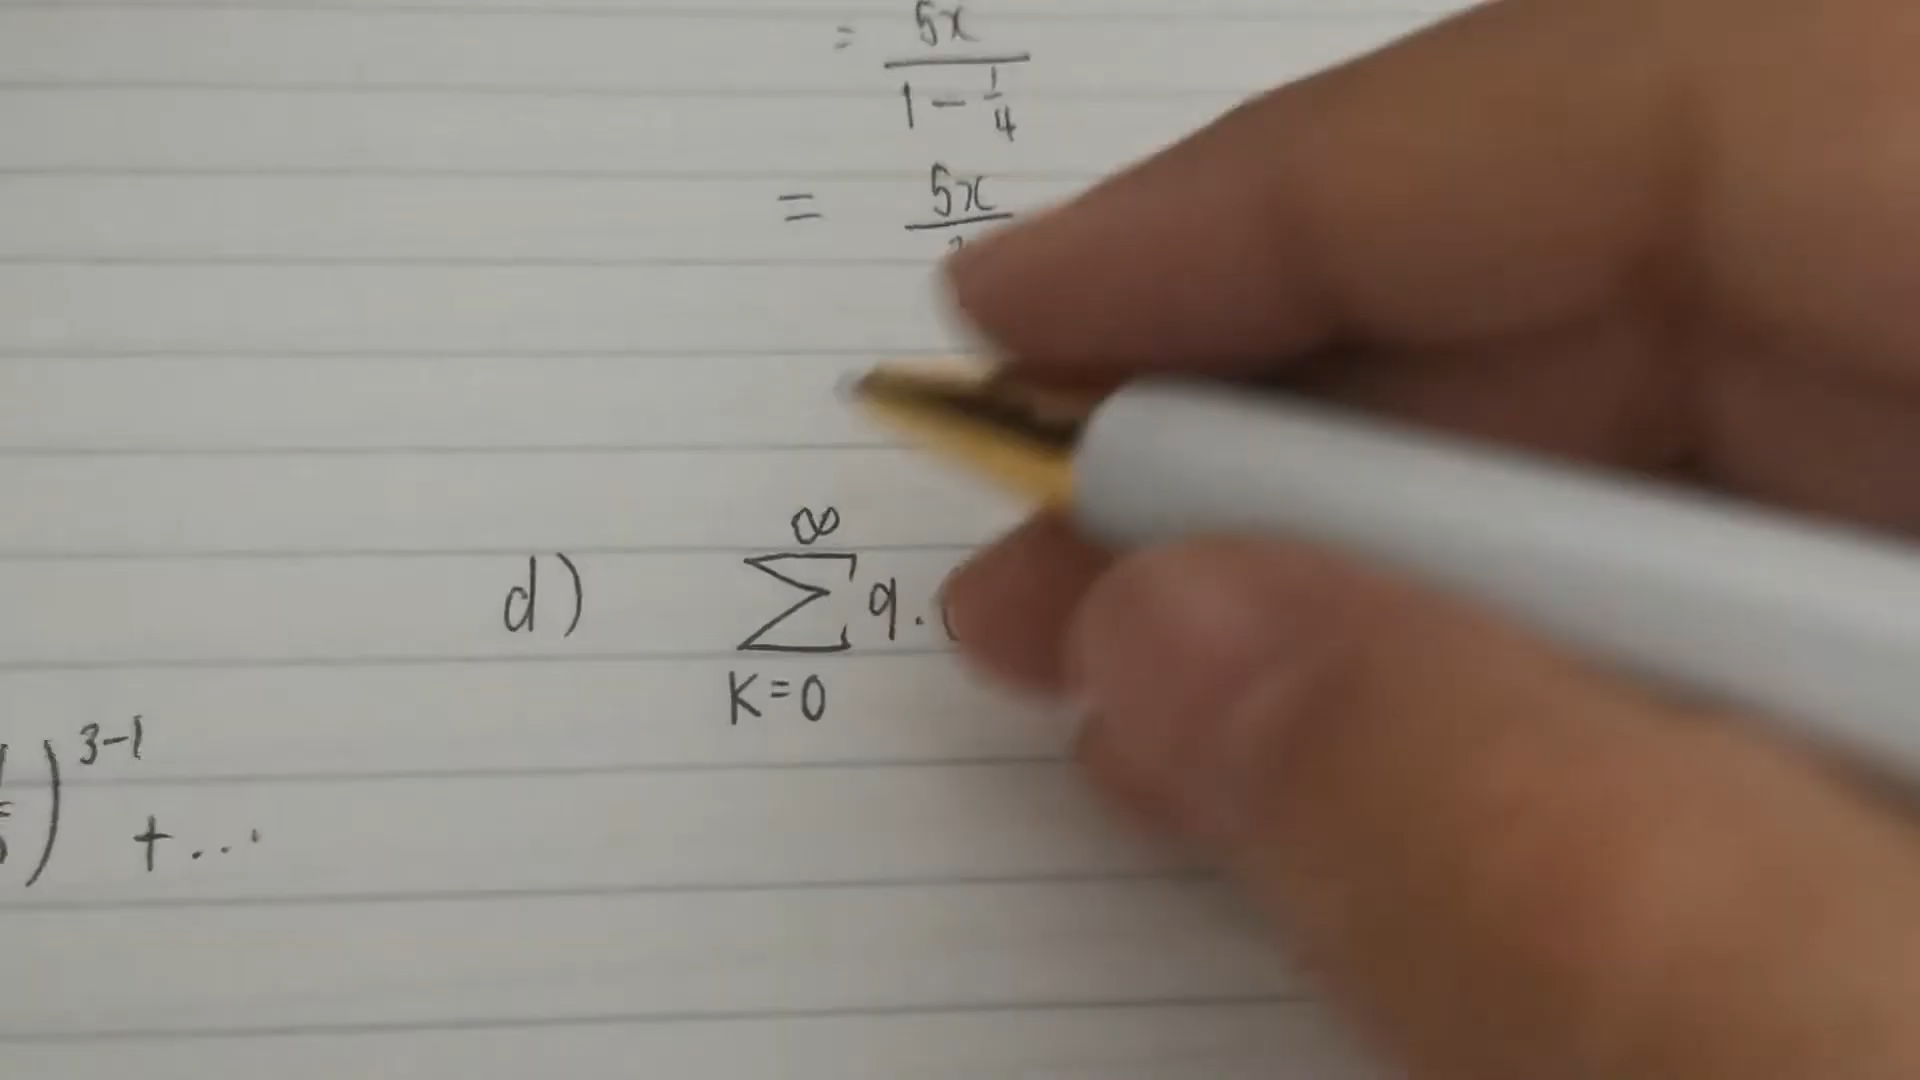 = 5x / 1 - 1/4
= 5x
d) ∞ ∑ K=0 9.(
)^3-1 + ...